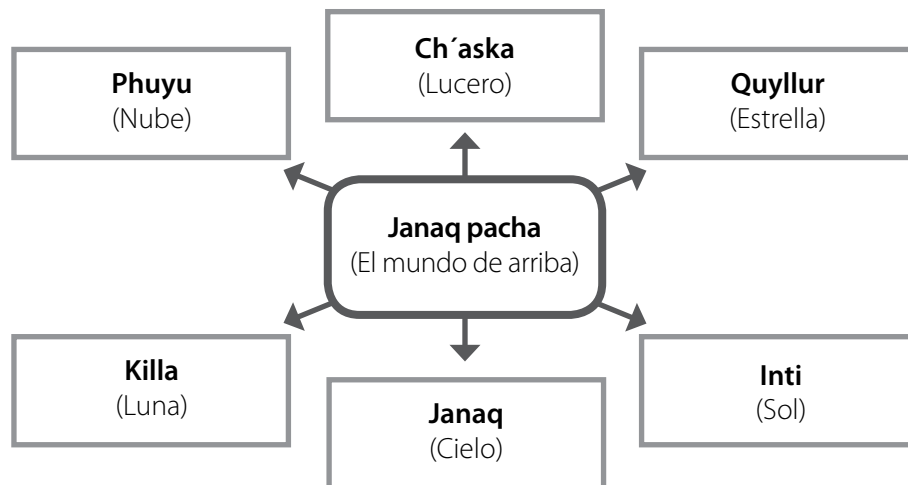 Ch´aska
(Lucero)
Phuyu
(Nube)
Quyllur
(Estrella)
Janaq pacha
(El mundo de arriba)
Killa
(Luna)
Janaq
(Cielo)
Inti
(Sol)